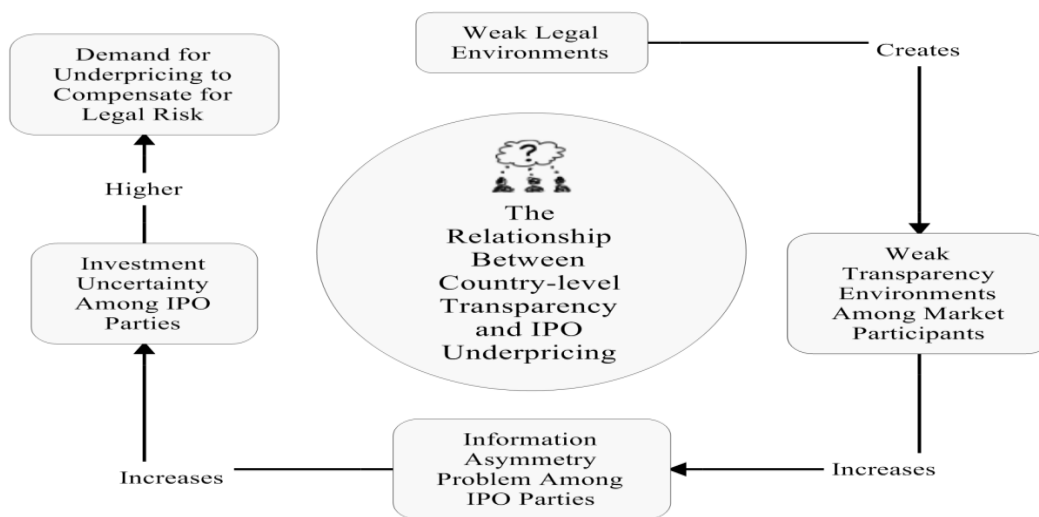 Weak Legal
Environments
Creates
Weak
Transparency
Environments
Among Market
Participants
Increases
Information
Asymmetry
Problem Among
IPO Parties
Increases
Investment
Uncertainty
Among IPO
Parties
Higher
Demand for
Underpricing to
Compensate for
Legal Risk
?
The
Relationship
Between
Country-level
Transparency
and IPO
Underpricing